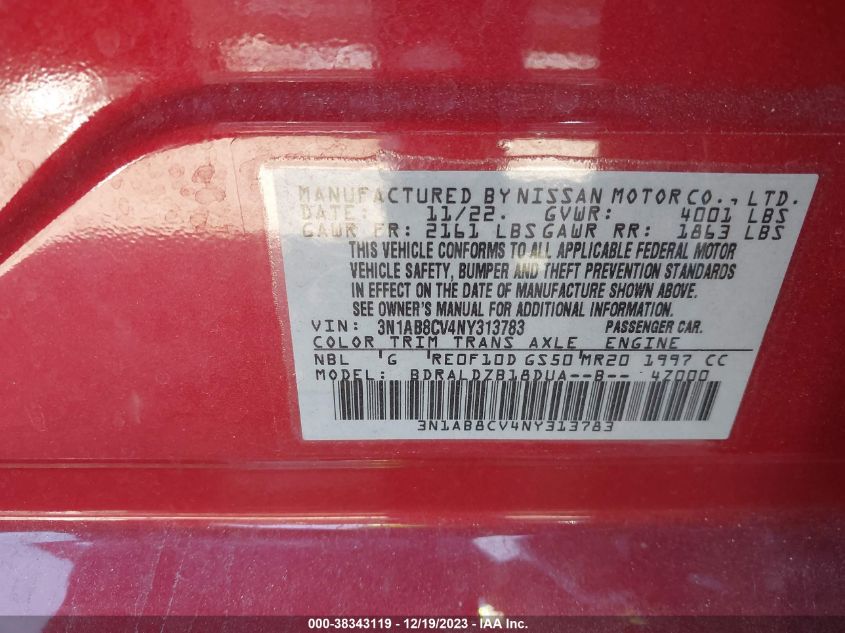 MANUFACTURED BY NISSAN MOTOR CO., LTD.
DATE: 11/22. GVWR: 4001 LBS
GAWR FR: 2161 LBS GAWR RR: 1863 LBS
THIS VEHICLE CONFORMS TO ALL APPLICABLE FEDERAL MOTOR
VEHICLE SAFETY, BUMPER AND THEFT PREVENTION STANDARDS
IN EFFECT ON THE DATE OF MANUFACTURE SHOWN ABOVE.
SEE OWNER'S MANUAL FOR ADDITIONAL INFORMATION.
VIN: 3N1AB8CV4NY313783 PASSENGER CAR.
COLOR TRIM TRANS AXLE ENGINE
NBL G RE0F10D GS50 MR20 1997 CC
MODEL: BDRALDZB18DUA--B-- 47000
3N1AB8CV4NY313783
000-38343119 - 12/19/2023 - IAA Inc.